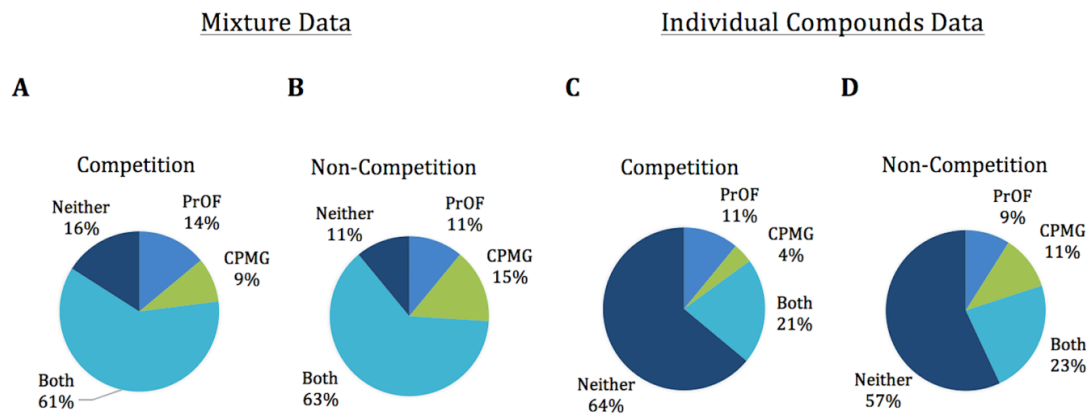 Mixture Data
Individual Compounds Data
A
B
C
D
Competition
Neither
16%
PrOF
14%
CPMG
9%
Both
61%
Non-Competition
Neither
11%
PrOF
11%
CPMG
15%
Both
63%
Competition
PrOF
11%
CPMG
4%
Both
21%
Neither
64%
Non-Competition
PrOF
9%
CPMG
11%
Both
23%
Neither
57%